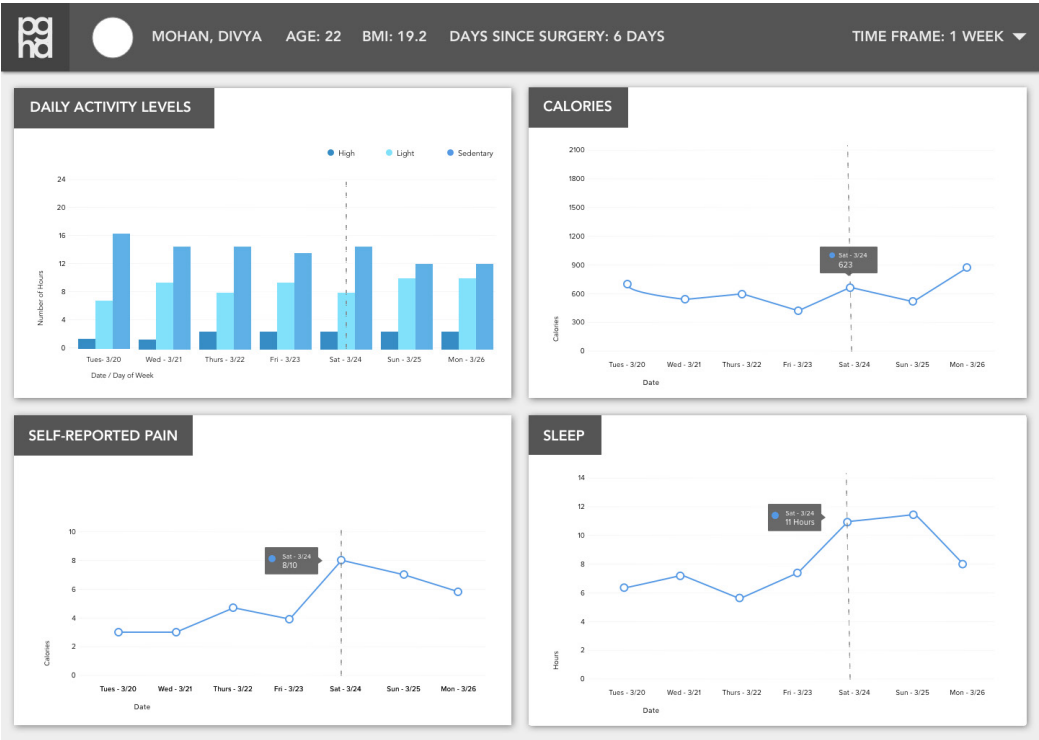 pg
hd
MOHAN, DIVYA AGE: 22 BMI: 19.2 DAYS SINCE SURGERY: 6 DAYS TIME FRAME: 1 WEEK
DAILY ACTIVITY LEVELS
High Light Sedentary
24
20
16
12
8
4
0
Number of Hours
Tues- 3/20 Wed - 3/21 Thurs - 3/22 Fri - 3/23 Sat - 3/24 Sun - 3/25 Mon - 3/26
Date / Day of Week
CALORIES
2100
1800
1500
1200
900
600
300
0
Calories
Sat - 3/24
623
Tues - 3/20 Wed - 3/21 Thurs - 3/22 Fri - 3/23 Sat - 3/24 Sun - 3/25 Mon - 3/26
Date
SELF-REPORTED PAIN
10
8
6
4
2
0
Calories
Sat - 3/24
8/10
Tues - 3/20 Wed - 3/21 Thurs - 3/22 Fri - 3/23 Sat - 3/24 Sun - 3/25 Mon - 3/26
Date
SLEEP
14
12
10
8
6
4
2
0
Hours
Sat - 3/24
11 Hours
Tues - 3/20 Wed - 3/21 Thurs - 3/22 Fri - 3/23 Sat - 3/24 Sun - 3/25 Mon - 3/26
Date